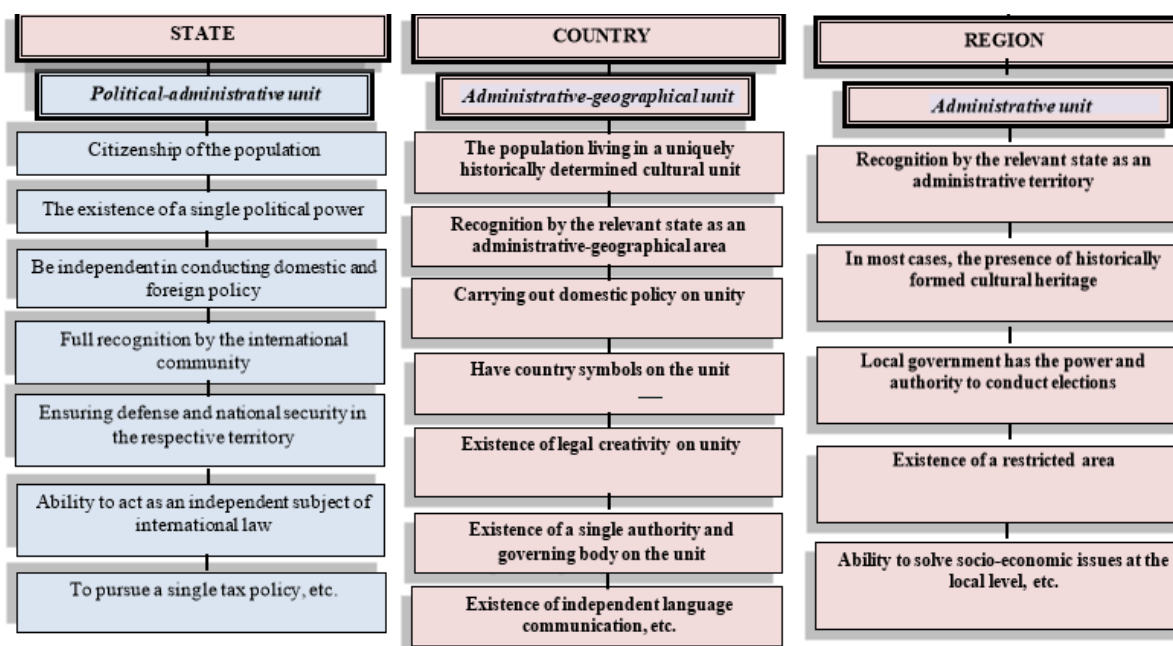 STATE
Political-administrative unit
Citizenship of the population
The existence of a single political power
Be independent in conducting domestic and
foreign policy
Full recognition by the international
community
Ensuring defense and national security in
the respective territory
Ability to act as an independent subject of
international law
To pursue a single tax policy, etc.
COUNTRY
Administrative-geographical unit
The population living in a uniquely
historically determined cultural unit
Recognition by the relevant state as an
administrative-geographical area
Carrying out domestic policy on unity
Have country symbols on the unit
Existence of legal creativity on unity
Existence of a single authority and
governing body on the unit
Existence of independent language
communication, etc.
REGION
Administrative unit
Recognition by the relevant state as an
administrative territory
In most cases, the presence of historically
formed cultural heritage
Local government has the power and
authority to conduct elections
Existence of a restricted area
Ability to solve socio-economic issues at the
local level, etc.